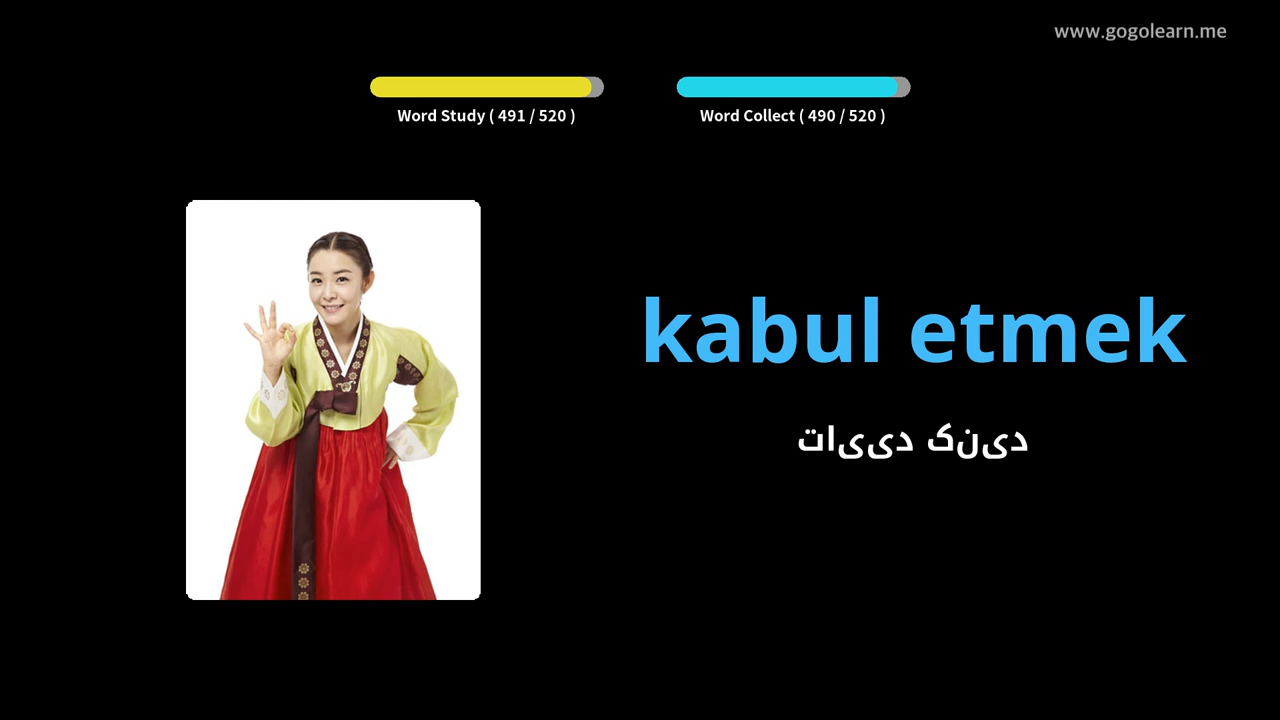 www.gogolearn.me
Word Study ( 491 / 520 )
Word Collect ( 490 / 520 )
kabul etmek
تایید کنید